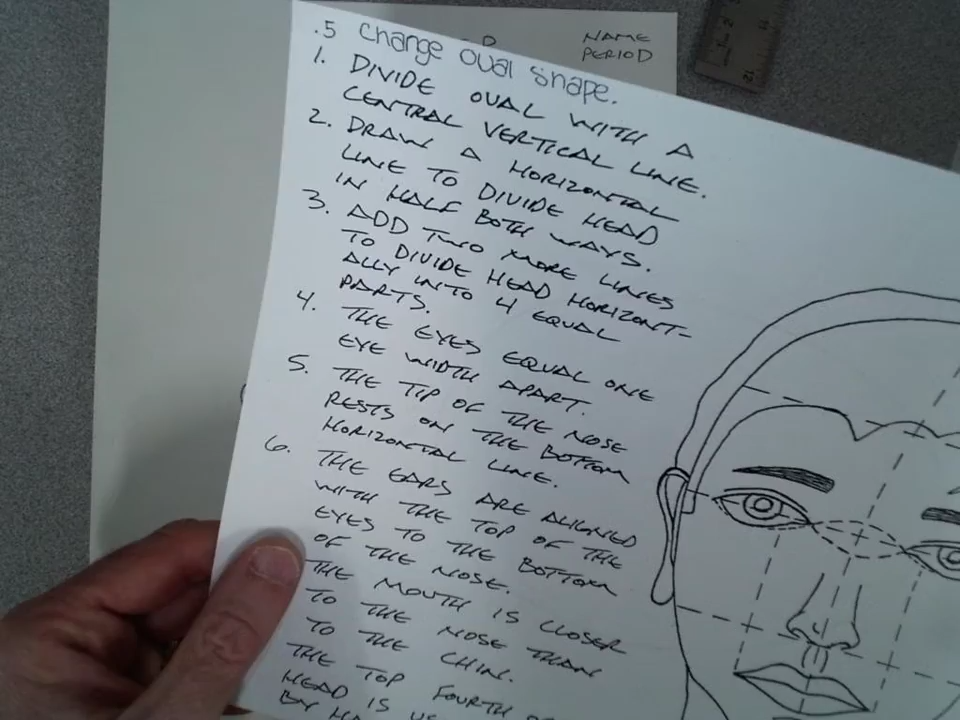 NAME
PERIOD
.5 Change oval shape.
1. DIVIDE OVAL WITH A
CENTRAL VERTICAL LINE.
2. DRAW A HORIZONTAL
LINE TO DIVIDE HEAD
IN HALF BOTH WAYS.
3. ADD TWO MORE LINES
TO DIVIDE HEAD HORIZONT-
ALLY INTO 4 EQUAL
PARTS.
4. THE EYES EQUAL ONE
EYE WIDTH APART.
5. THE TIP OF THE NOSE
RESTS ON THE BOTTOM
HORIZONTAL LINE.
6. THE EARS ARE ALIGNED
WITH THE TOP OF THE
EYES TO THE BOTTOM
OF THE NOSE.
THE MOUTH IS CLOSER
TO THE NOSE THAN
TO THE CHIN.
THE TOP FOURTH
HEAD IS
BY